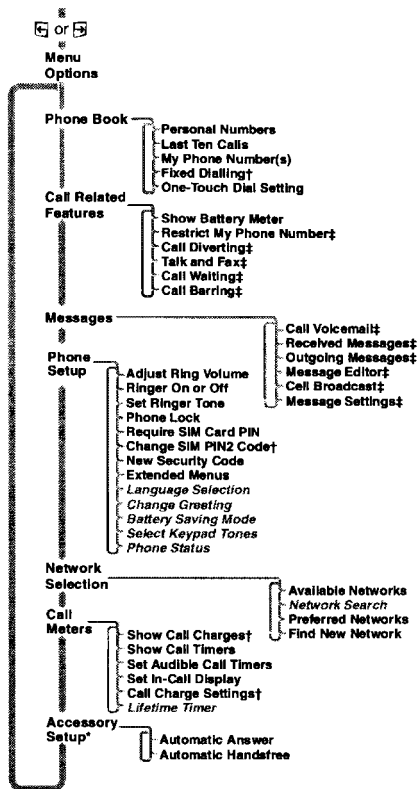 or
Menu
Options
Phone Book
Personal Numbers
Last Ten Calls
My Phone Number(s)
Fixed Dialling†
One-Touch Dial Setting
Call Related
Features
Show Battery Meter
Restrict My Phone Number‡
Call Diverting‡
Talk and Fax‡
Call Waiting‡
Call Barring‡
Messages
Call Voicemail‡
Received Messages‡
Outgoing Messages‡
Message Editor‡
Cell Broadcast‡
Message Settings‡
Phone
Setup
Adjust Ring Volume
Ringer On or Off
Set Ringer Tone
Phone Lock
Require SIM Card PIN
Change SIM PIN2 Code†
New Security Code
Extended Menus
Language Selection
Change Greeting
Battery Saving Mode
Select Keypad Tones
Phone Status
Network
Selection
Available Networks
Network Search
Preferred Networks
Find New Network
Call
Meters
Show Call Charges†
Show Call Timers
Set Audible Call Timers
Set In-Call Display
Call Charge Settings†
Lifetime Timer
Accessory
Setup*
Automatic Answer
Automatic Handsfree